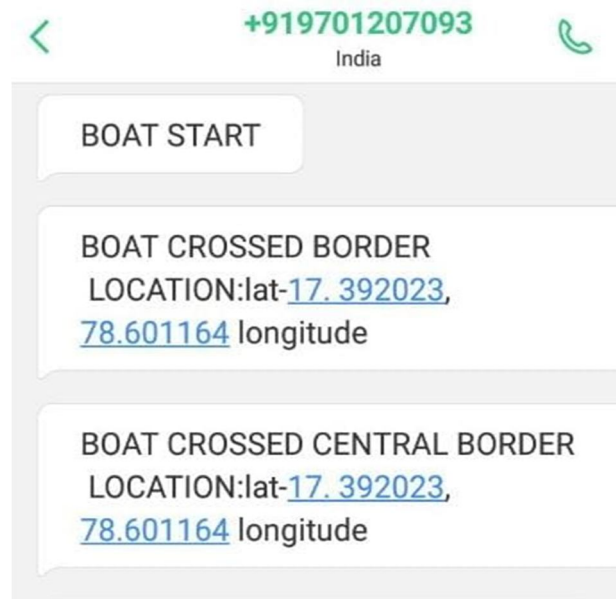 +919701207093
India
BOAT START
BOAT CROSSED BORDER
LOCATION:lat-17. 392023,
78.601164 longitude
BOAT CROSSED CENTRAL BORDER
LOCATION:lat-17. 392023,
78.601164 longitude